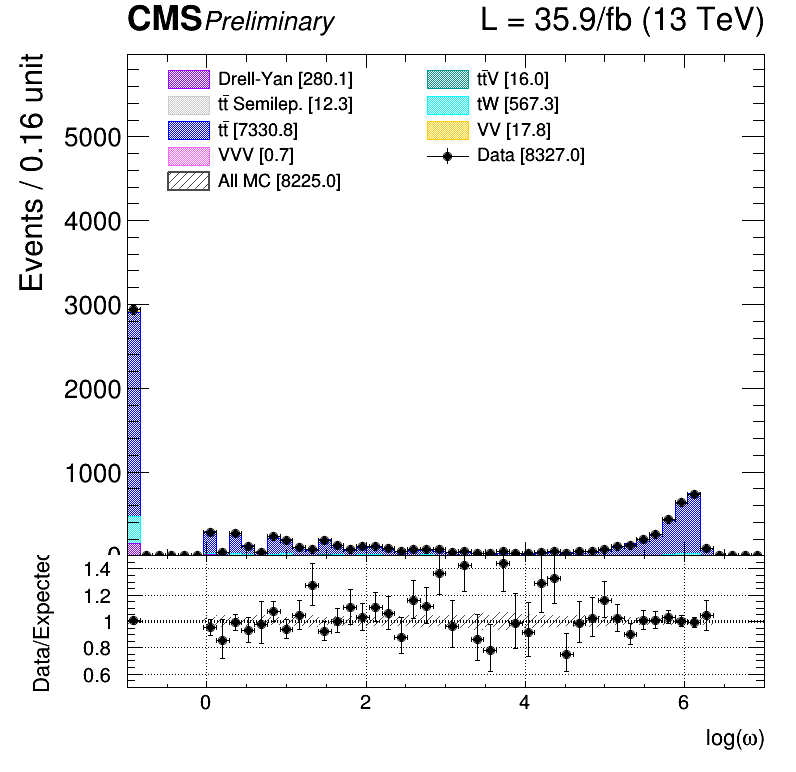 CMS Preliminary L = 35.9/fb (13 TeV)
Events / 0.16 unit
Drell-Yan [280.1]
tt̄ Semilep. [12.3]
tt̄ [7330.8]
VVV [0.7]
All MC [8225.0]
tt̄V [16.0]
tW [567.3]
VV [17.8]
Data [8327.0]
5000
4000
3000
2000
1000
0
Data/Expected
1.4
1.2
1
0.8
0.6
0 2 4 6
log(ω)